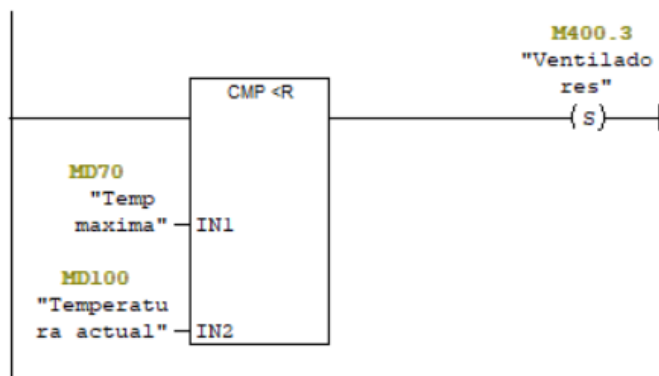 M400.3
"Ventilado
res"
CMP <R
(S)
MD70
"Temp
maxima"
IN1
MD100
"Temperatu
ra actual"
IN2